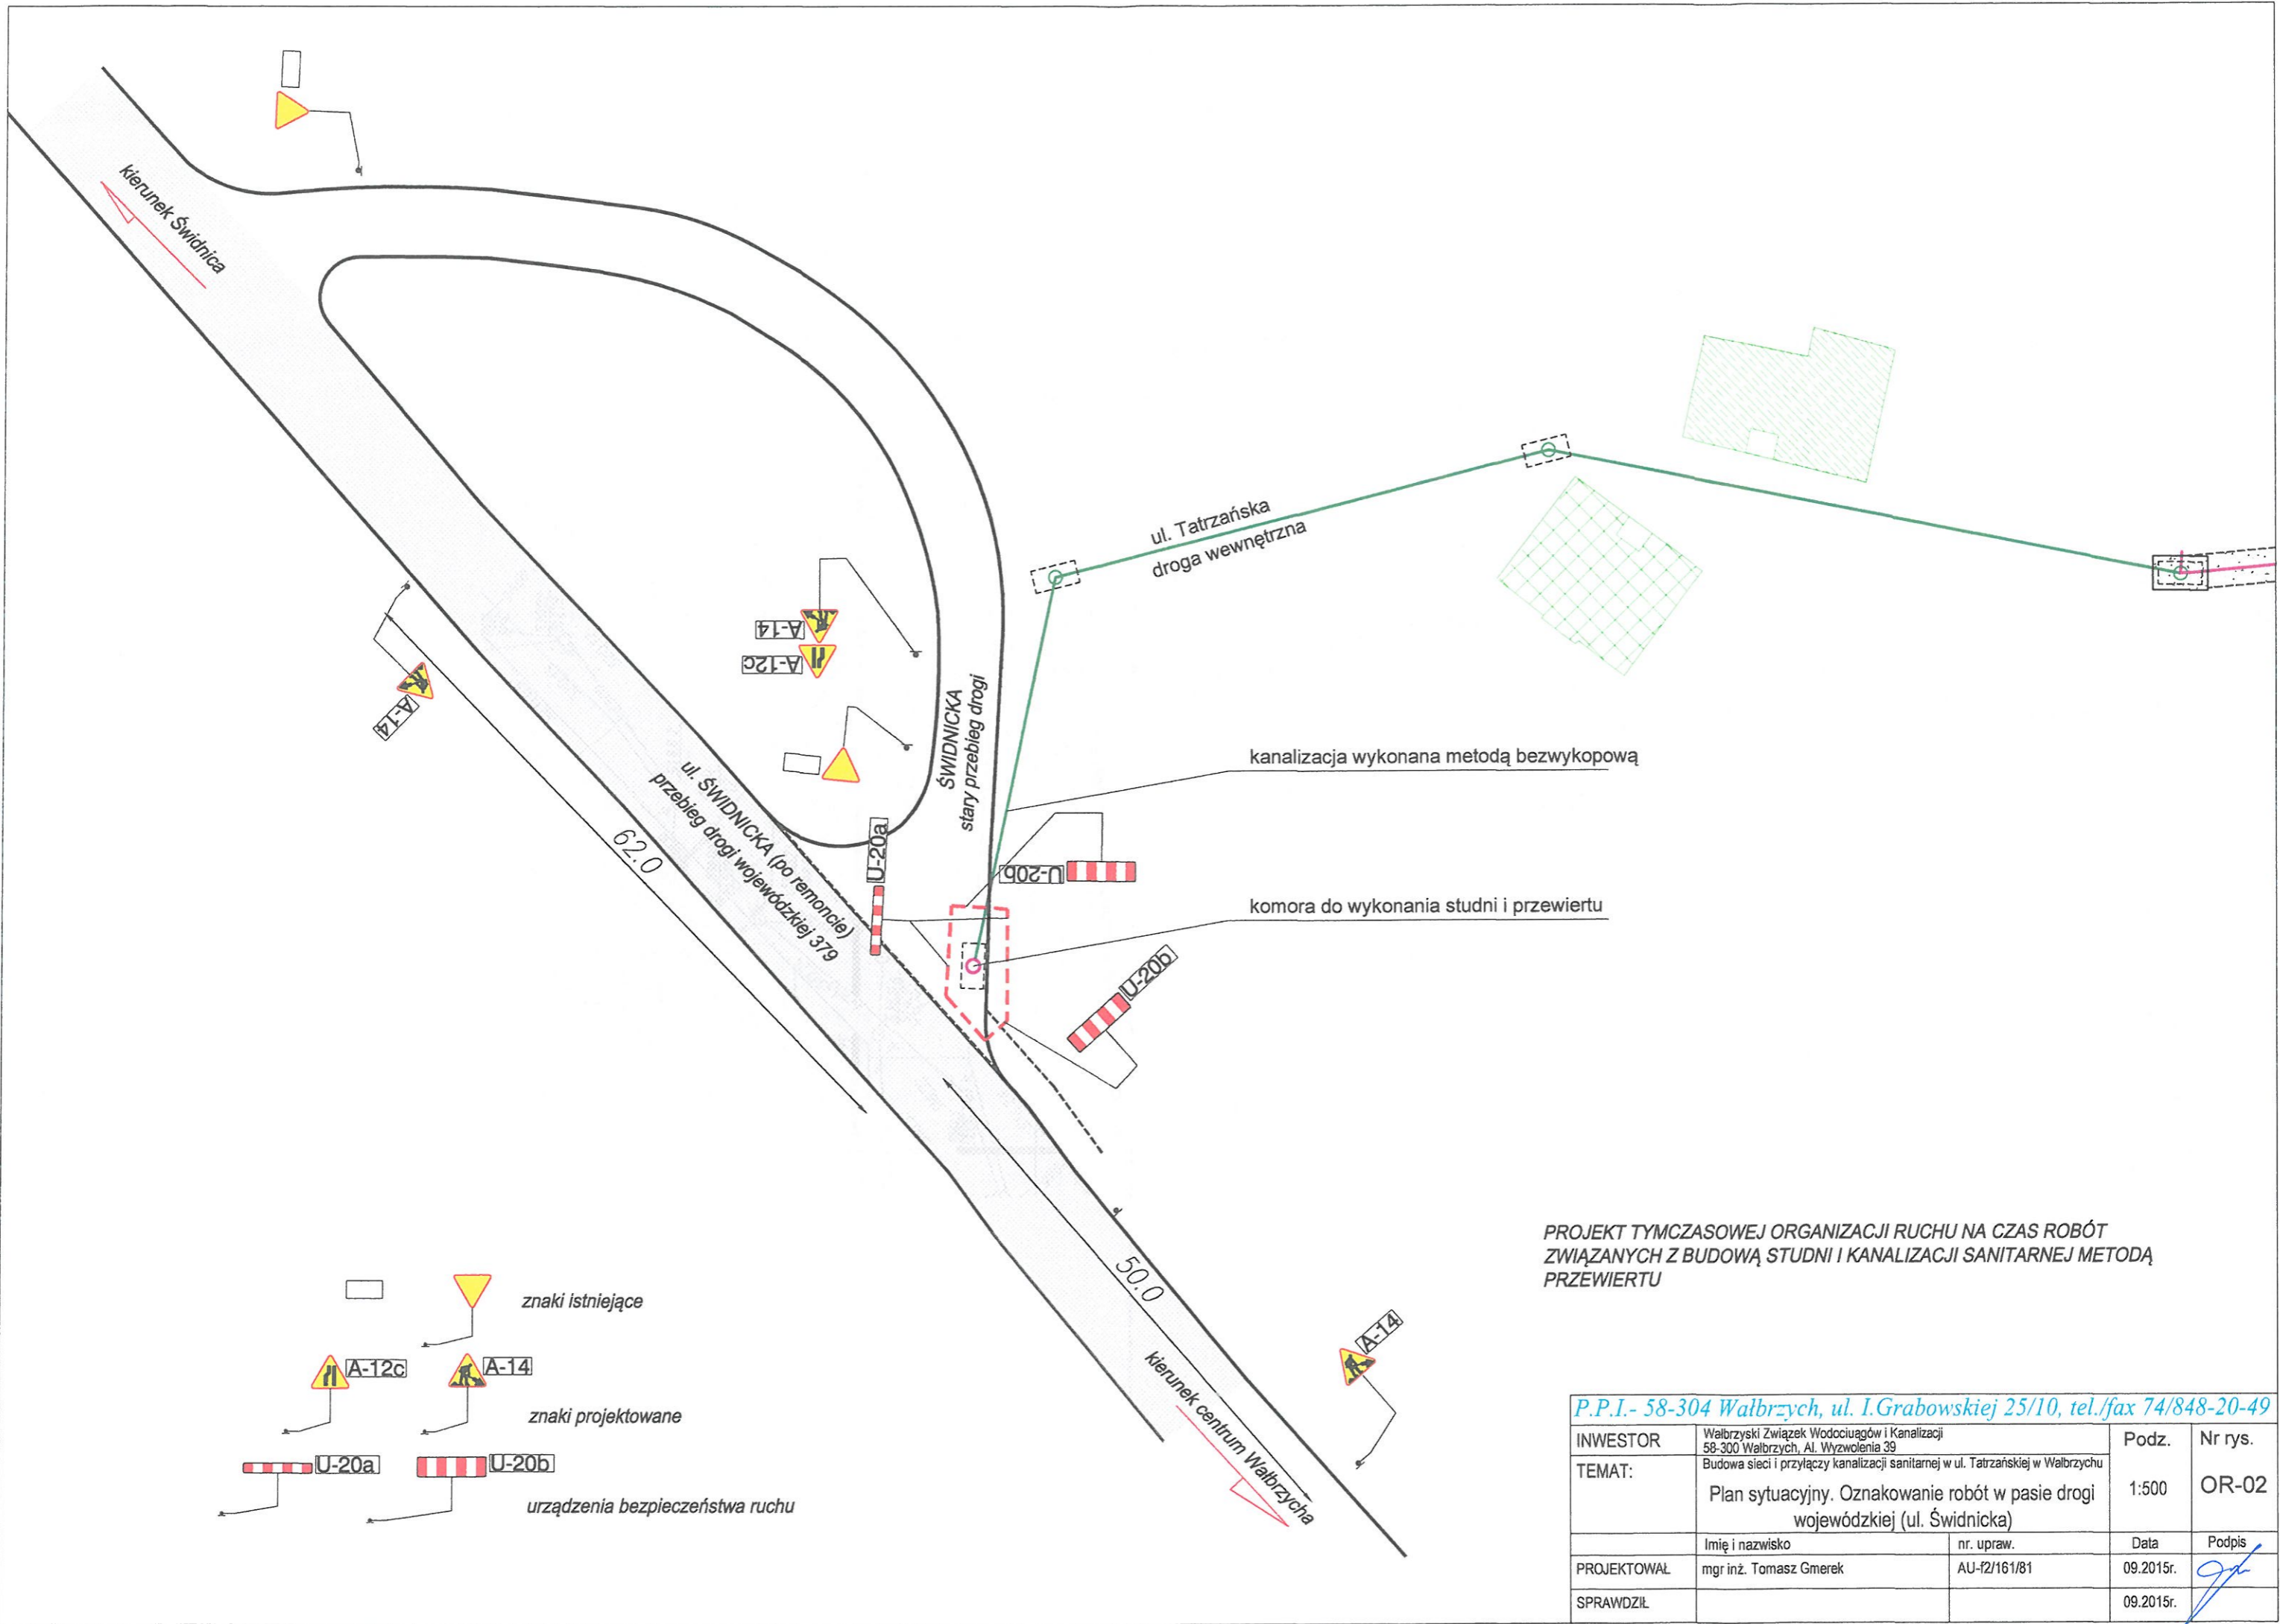 kierunek Świdnica
ul. Tatrzańska
droga wewnętrzna
A-14
A-12c
A-14
ŚWIDNICKA
stary przebieg drogi
kanalizacja wykonana metodą bezwykopową
ul. ŚWIDNICKA (po remoncie)
przebieg drogi wojewódzkiej 379
62.0
U-20a
U-20b
komora do wykonania studni i przewiertu
U-20b
50.0
kierunek centrum Wałbrzycha
A-14
PROJEKT TYMCZASOWEJ ORGANIZACJI RUCHU NA CZAS ROBÓT
ZWIĄZANYCH Z BUDOWĄ STUDNI I KANALIZACJI SANITARNEJ METODĄ
PRZEWIERTU
znaki istniejące
A-12c A-14
znaki projektowane
U-20a U-20b
urządzenia bezpieczeństwa ruchu
P.P.I.- 58-304 Wałbrzych, ul. I.Grabowskiej 25/10, tel./fax 74/848-20-49
INWESTOR
Wałbrzyski Związek Wodociuągów i Kanalizacji
58-300 Wałbrzych, Al. Wyzwolenia 39
Podz.
Nr rys.
TEMAT:
Budowa sieci i przyłączy kanalizacji sanitarnej w ul. Tatrzańskiej w Wałbrzychu
Plan sytuacyjny. Oznakowanie robót w pasie drogi
wojewódzkiej (ul. Świdnicka)
1:500
OR-02
Imię i nazwisko nr. upraw. Data Podpis
PROJEKTOWAŁ mgr inż. Tomasz Gmerek AU-f2/161/81 09.2015r.
SPRAWDZIŁ 09.2015r.